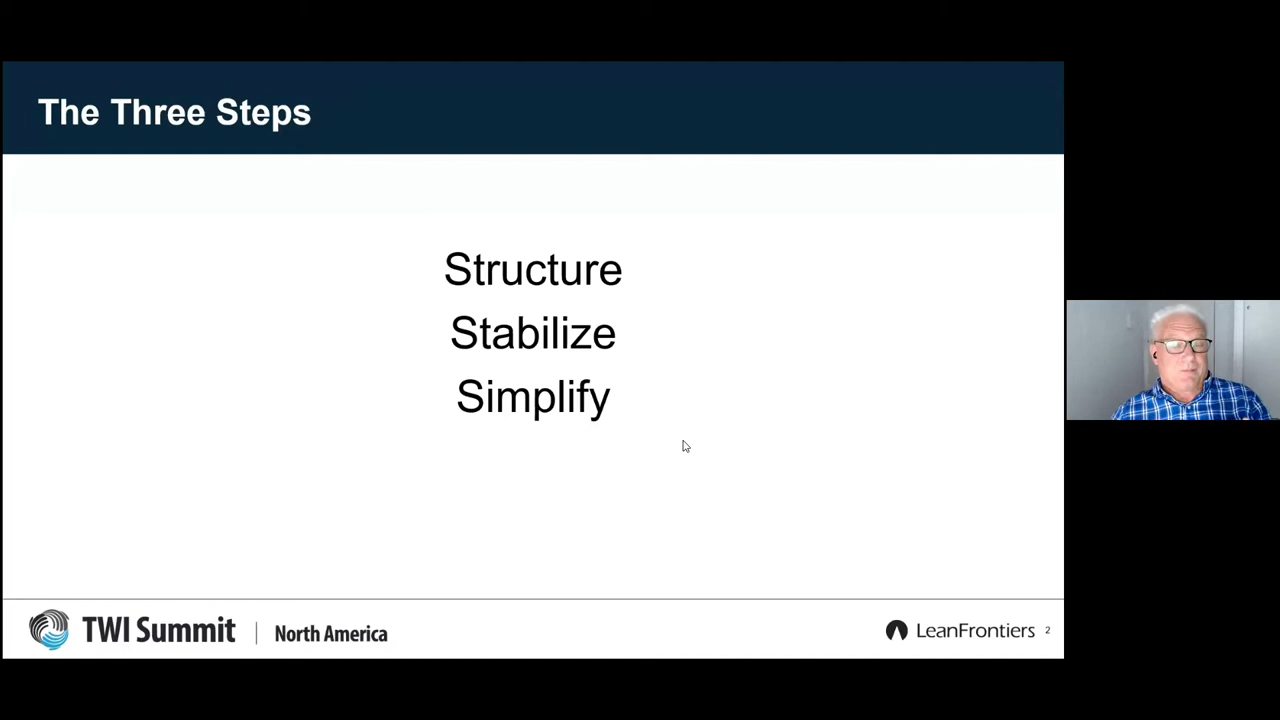 The Three Steps
Structure
Stabilize
Simplify
TWI Summit | North America
LeanFrontiers 2